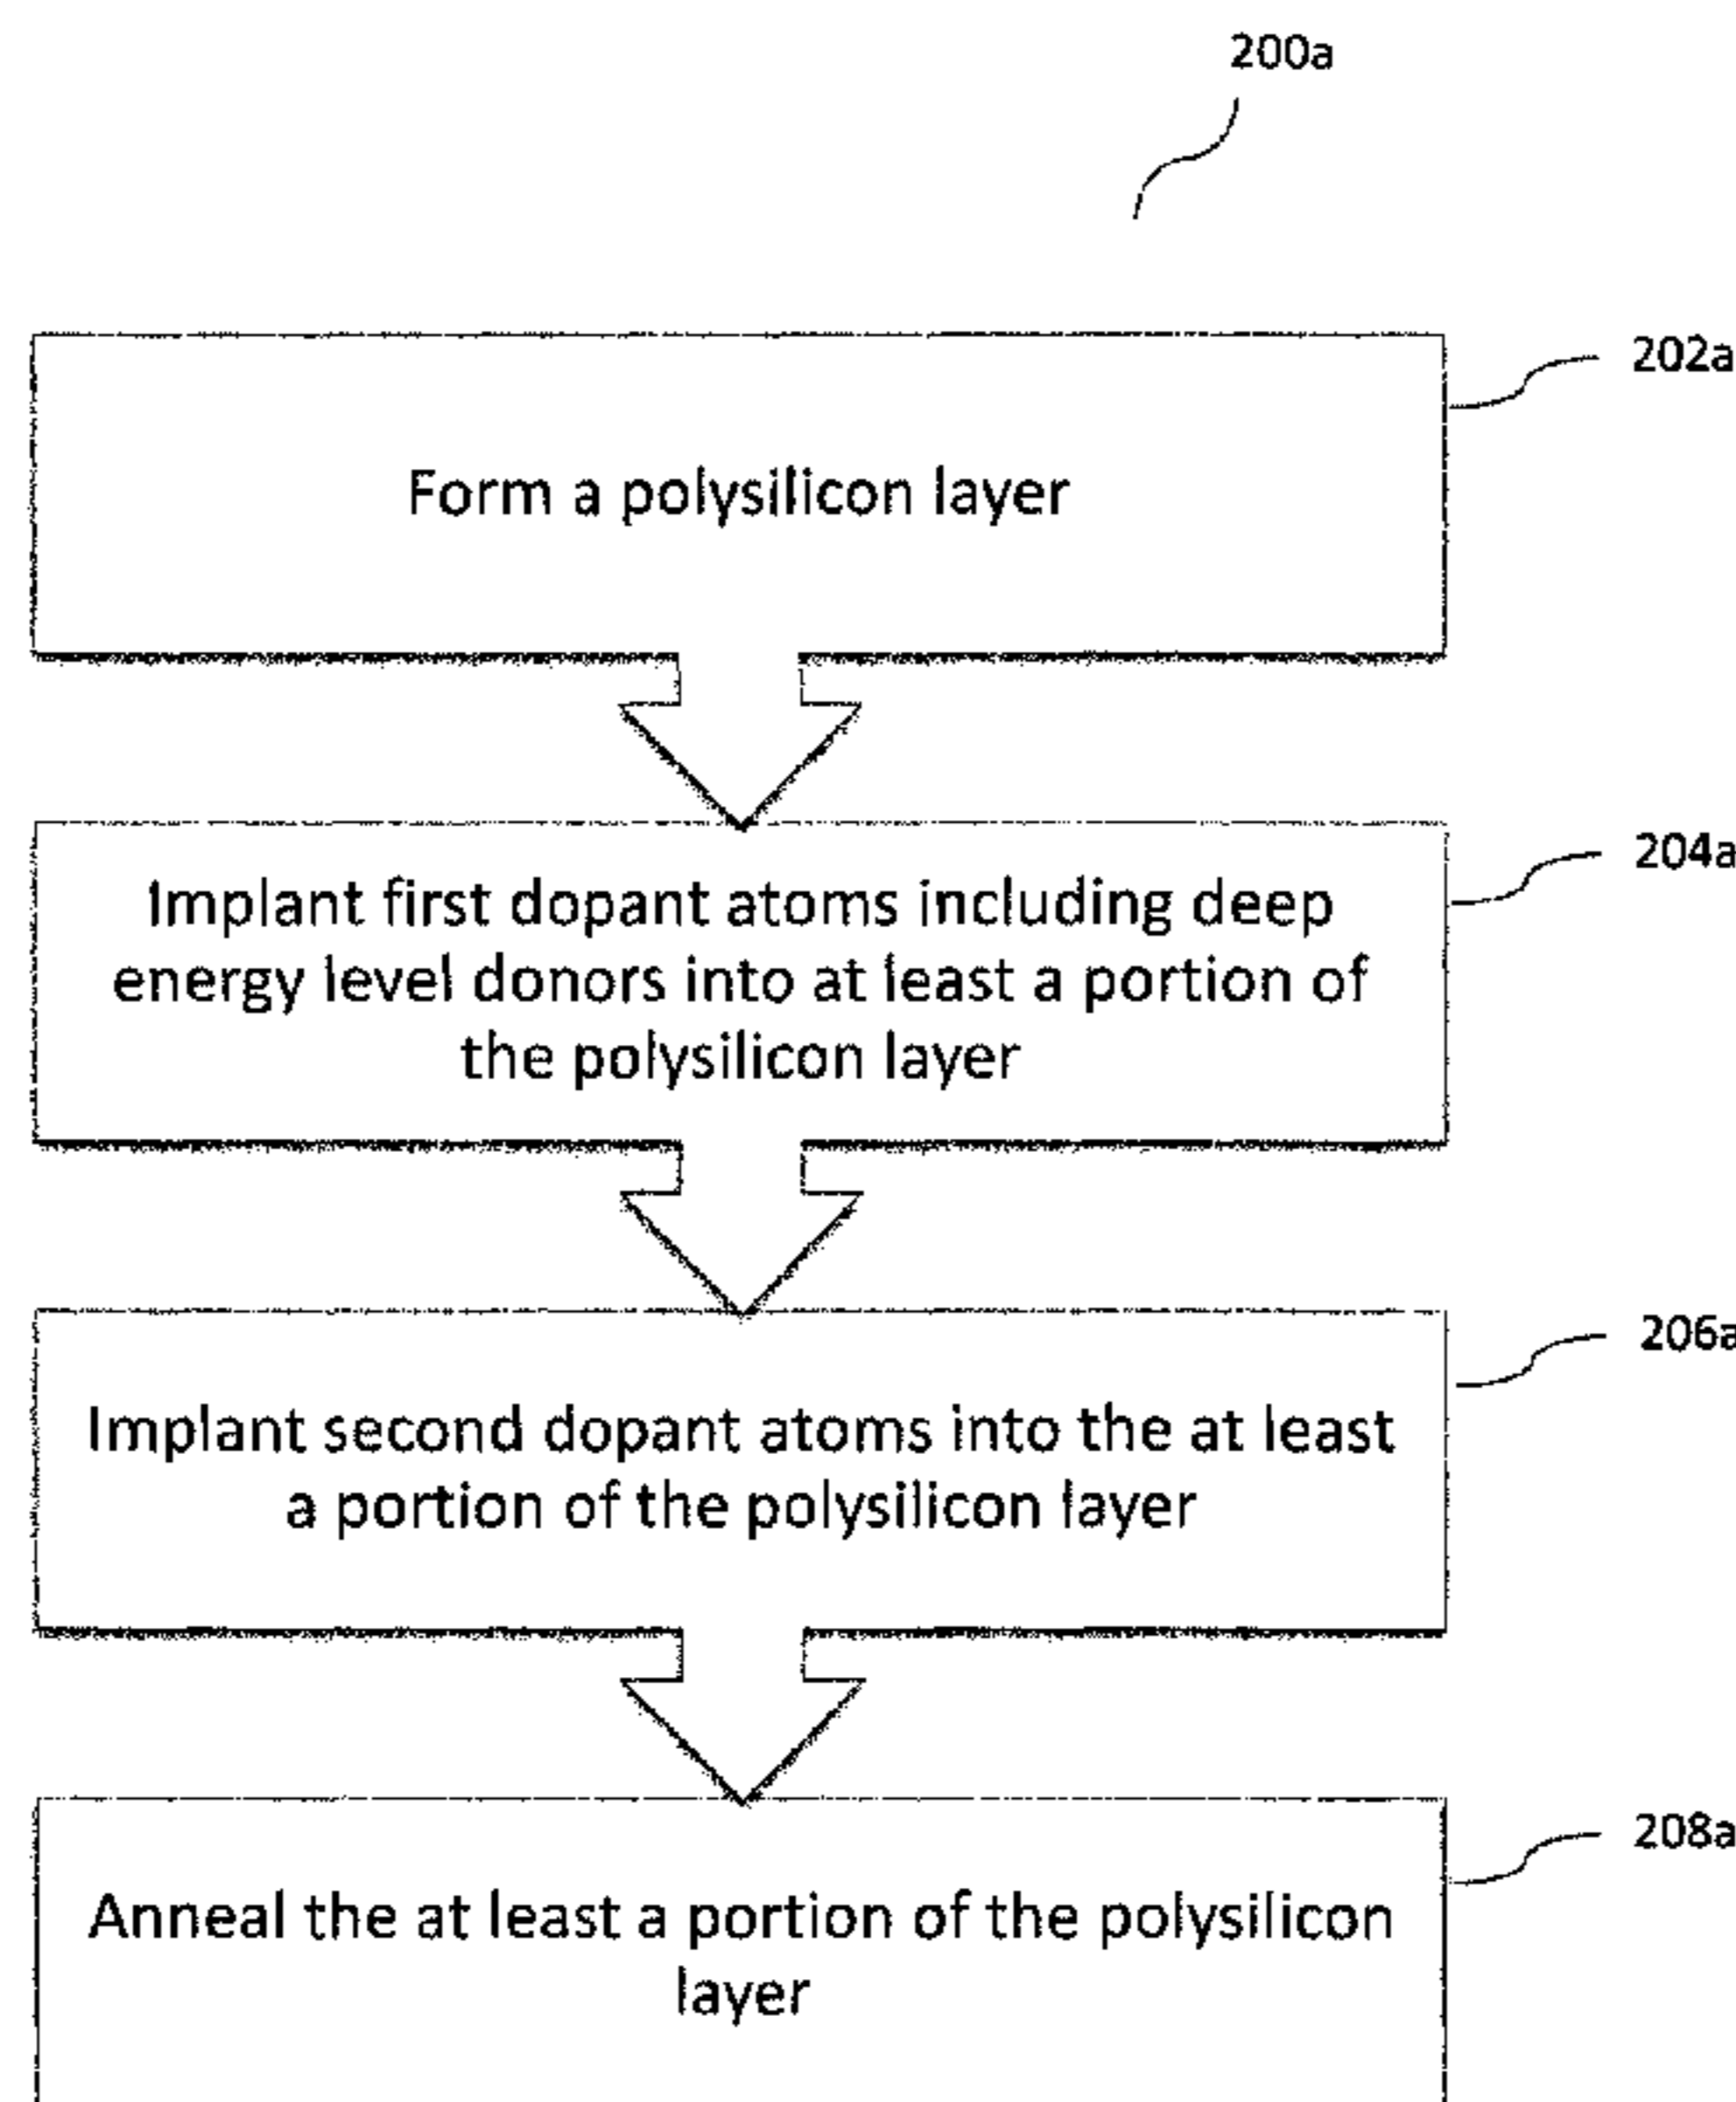 200a
202a
Form a polysilicon layer
204a
Implant first dopant atoms including deep
energy level donors into at least a portion of
the polysilicon layer
206a
Implant second dopant atoms into the at least
a portion of the polysilicon layer
208a
Anneal the at least a portion of the polysilicon
layer